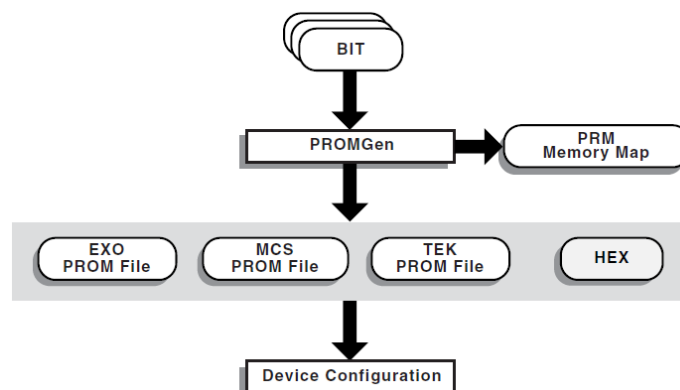 BIT
PROMGen
PRM
Memory Map
EXO
PROM File
MCS
PROM File
TEK
PROM File
HEX
Device Configuration